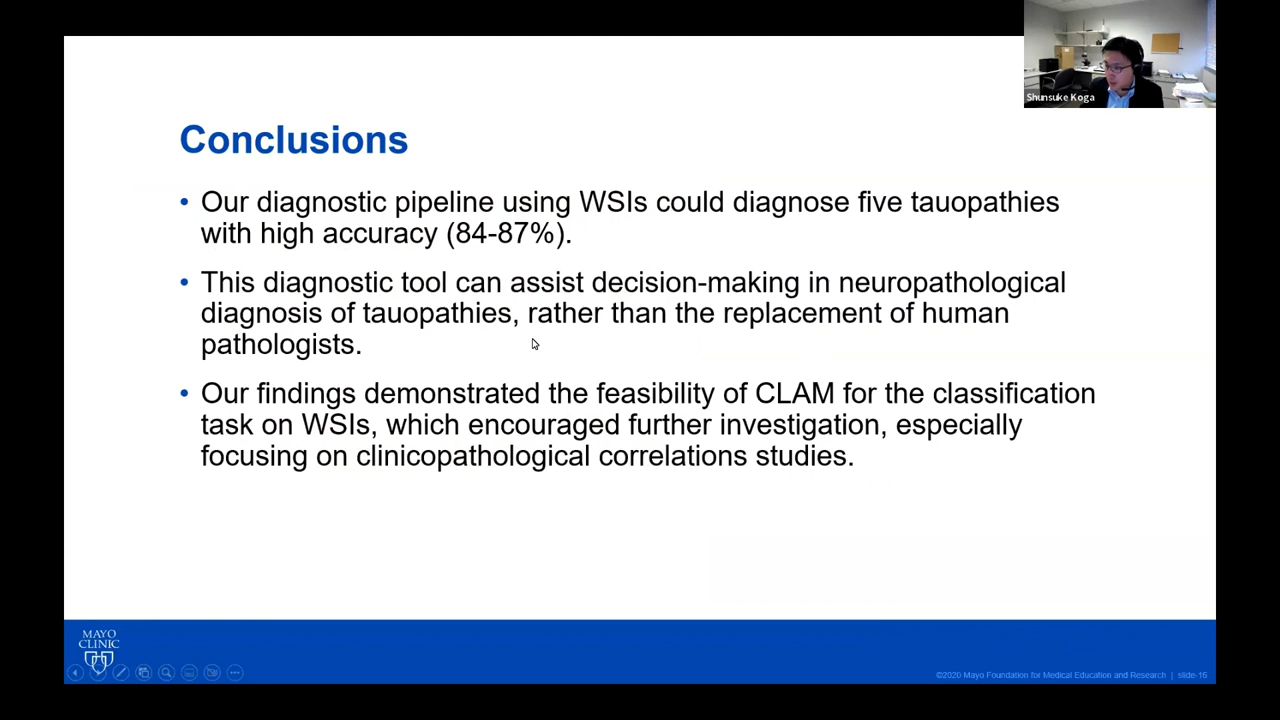 Shunsuke Koga
Conclusions
• Our diagnostic pipeline using WSIs could diagnose five tauopathies
with high accuracy (84-87%).
• This diagnostic tool can assist decision-making in neuropathological
diagnosis of tauopathies, rather than the replacement of human
pathologists.
• Our findings demonstrated the feasibility of CLAM for the classification
task on WSIs, which encouraged further investigation, especially
focusing on clinicopathological correlations studies.
MAYO
CLINIC
©2020 Mayo Foundation for Medical Education and Research | slide-16